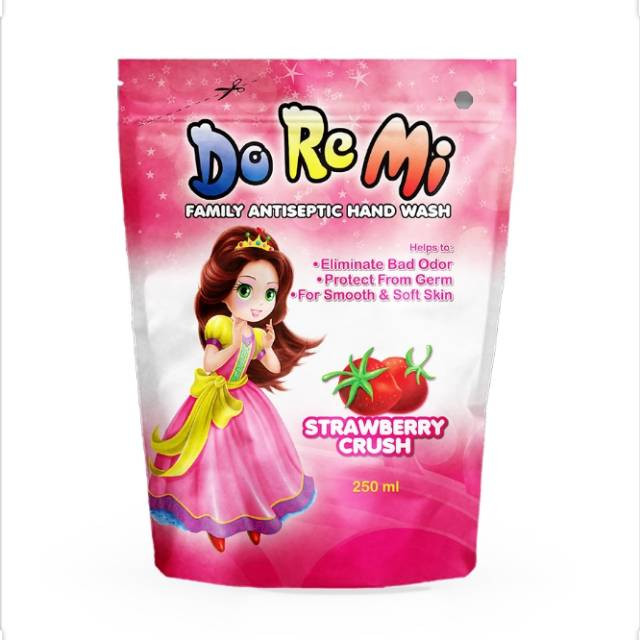 Do Re Mi
FAMILY ANTISEPTIC HAND WASH
Helps to:
•Eliminate Bad Odor
•Protect From Germ
•For Smooth & Soft Skin
STRAWBERRY
CRUSH
250 ml